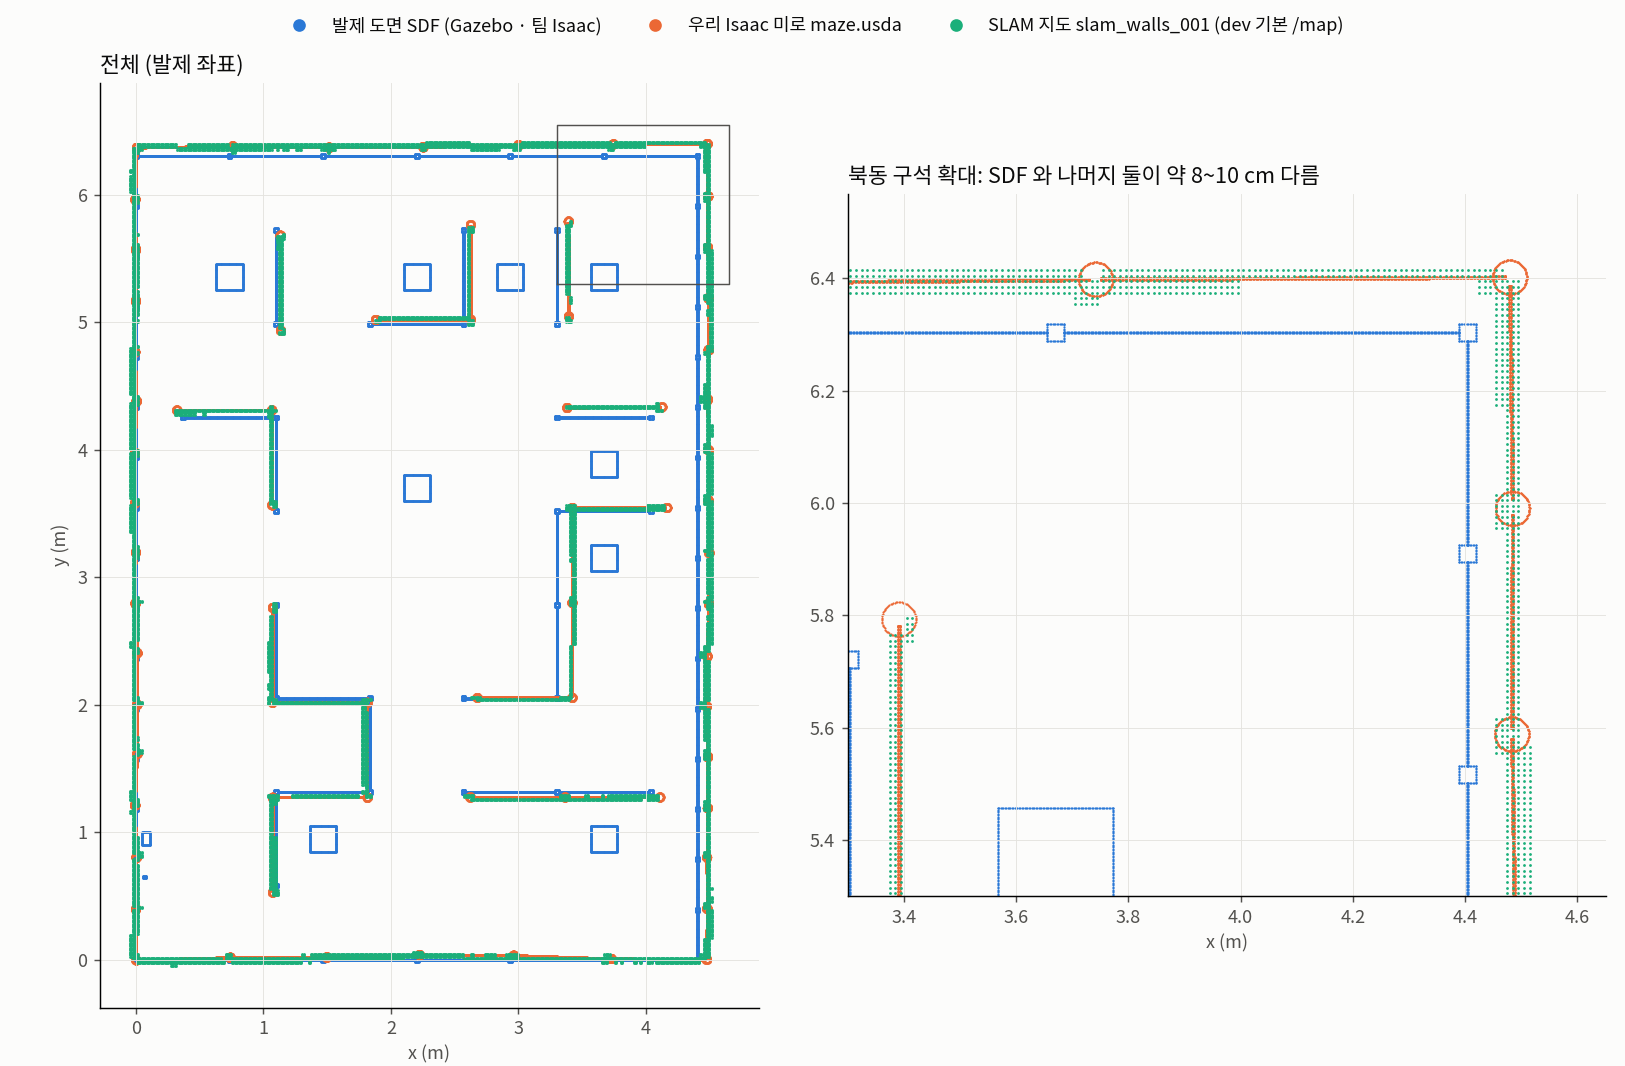 발제 도면 SDF (Gazebo · 팀 Isaac)
우리 Isaac 미로 maze.usda
SLAM 지도 slam_walls_001 (dev 기본 /map)
전체 (발제 좌표)
y (m)
6
5
4
3
2
1
0
0 1 2 3 4
x (m)
북동 구석 확대: SDF 와 나머지 둘이 약 8~10 cm 다름
6.4
6.2
6.0
5.8
5.6
5.4
3.4 3.6 3.8 4.0 4.2 4.4 4.6
x (m)